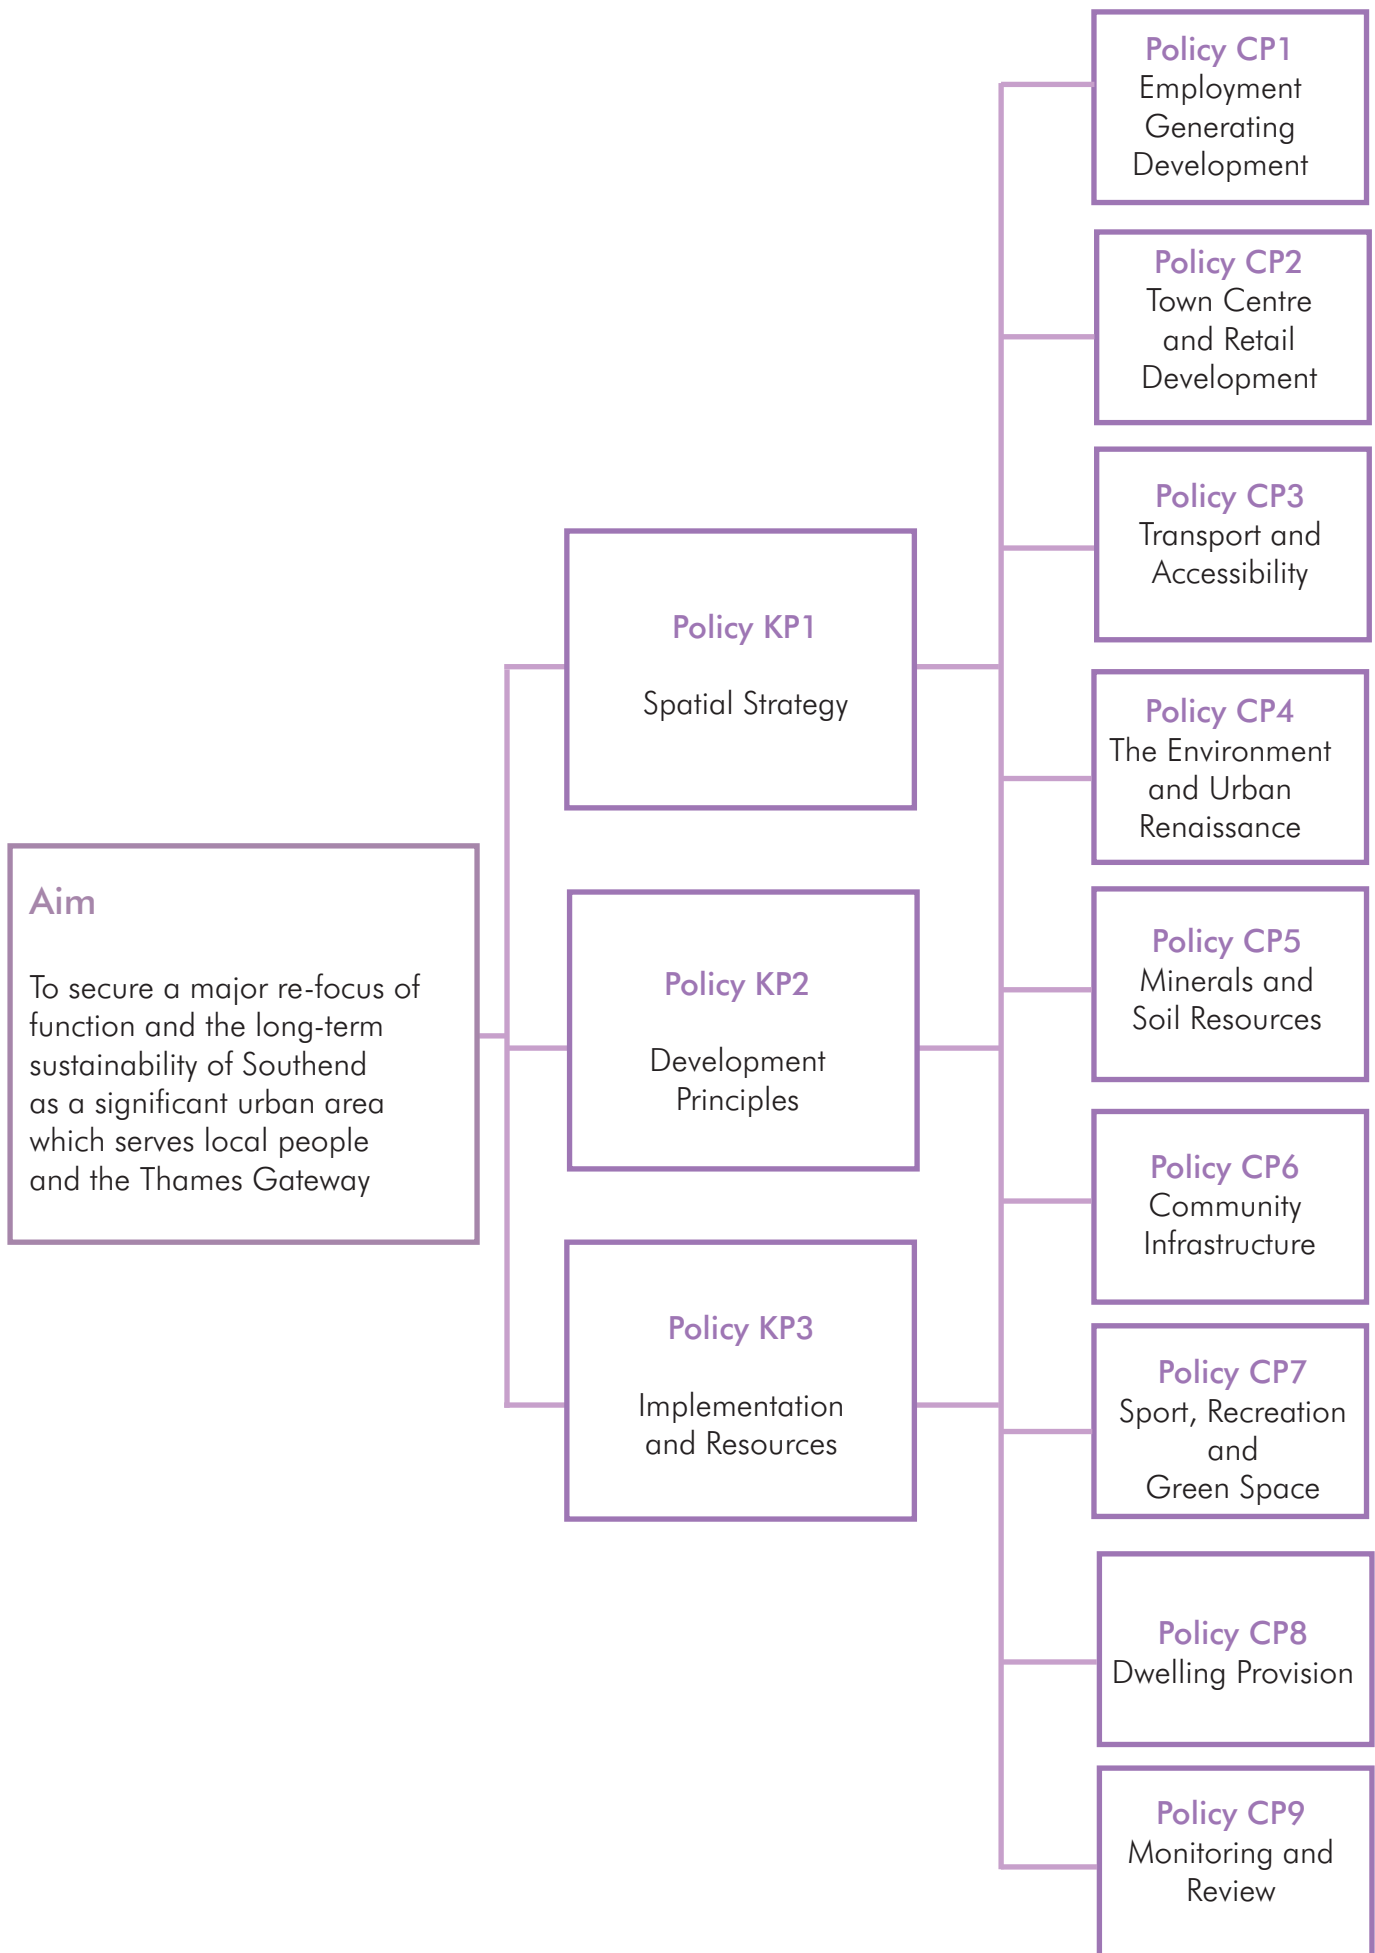 Aim
To secure a major re-focus of
function and the long-term
sustainability of Southend
as a significant urban area
which serves local people
and the Thames Gateway
Policy KP1
Spatial Strategy
Policy KP2
Development
Principles
Policy KP3
Implementation
and Resources
Policy CP1
Employment
Generating
Development
Policy CP2
Town Centre
and Retail
Development
Policy CP3
Transport and
Accessibility
Policy CP4
The Environment
and Urban
Renaissance
Policy CP5
Minerals and
Soil Resources
Policy CP6
Community
Infrastructure
Policy CP7
Sport, Recreation
and
Green Space
Policy CP8
Dwelling Provision
Policy CP9
Monitoring and
Review